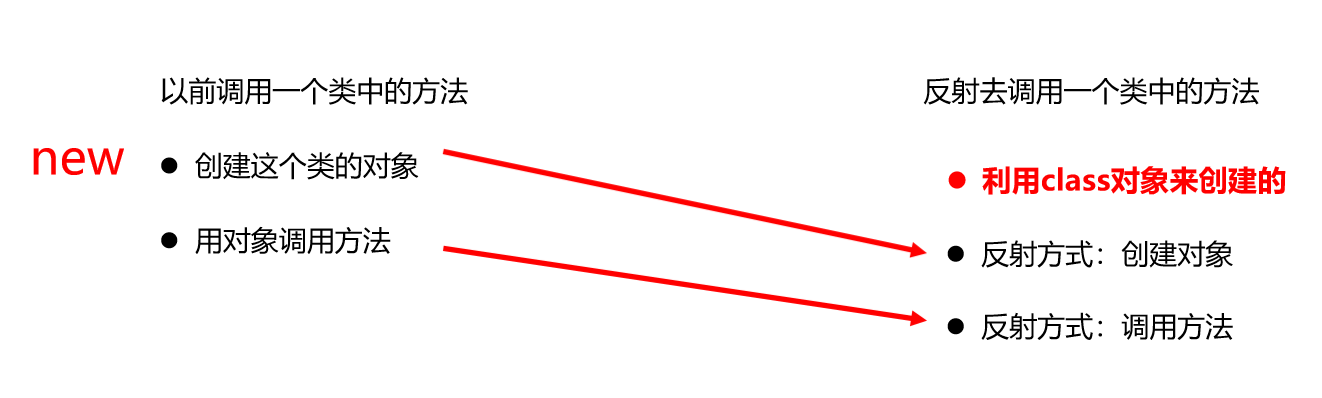 以前调用一个类中的方法
new
创建这个类的对象
用对象调用方法
反射去调用一个类中的方法
利用class对象来创建的
反射方式：创建对象
反射方式：调用方法